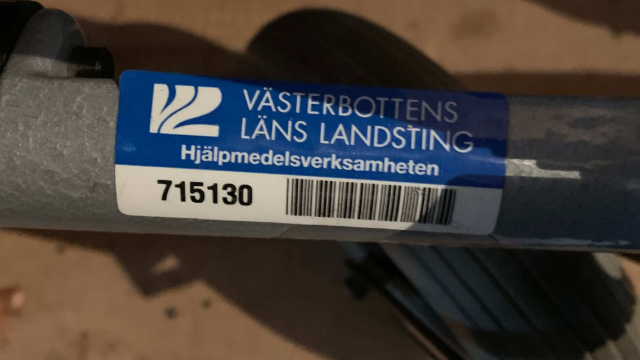 VÄSTERBOTTENS
LÄNS LANDSTING
Hjälpmedelsverksamheten
715130